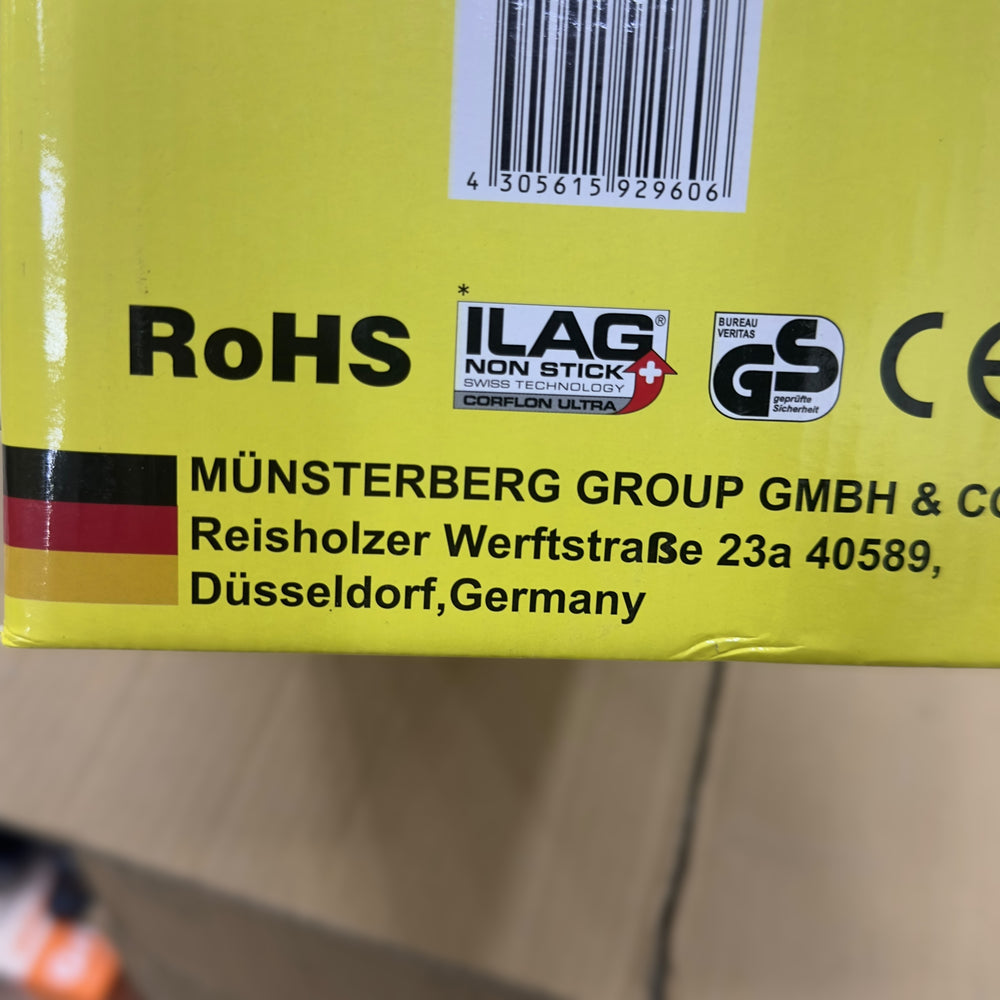 4 305615 929606
RoHS
*
ILAG®
NON STICK
SWISS TECHNOLOGY
CORFLON ULTRA
BUREAU
VERITAS
GS
geprüfte
Sicherheit
CE
MÜNSTERBERG GROUP GMBH & CO
Reisholzer Werftstraße 23a 40589,
Düsseldorf,Germany